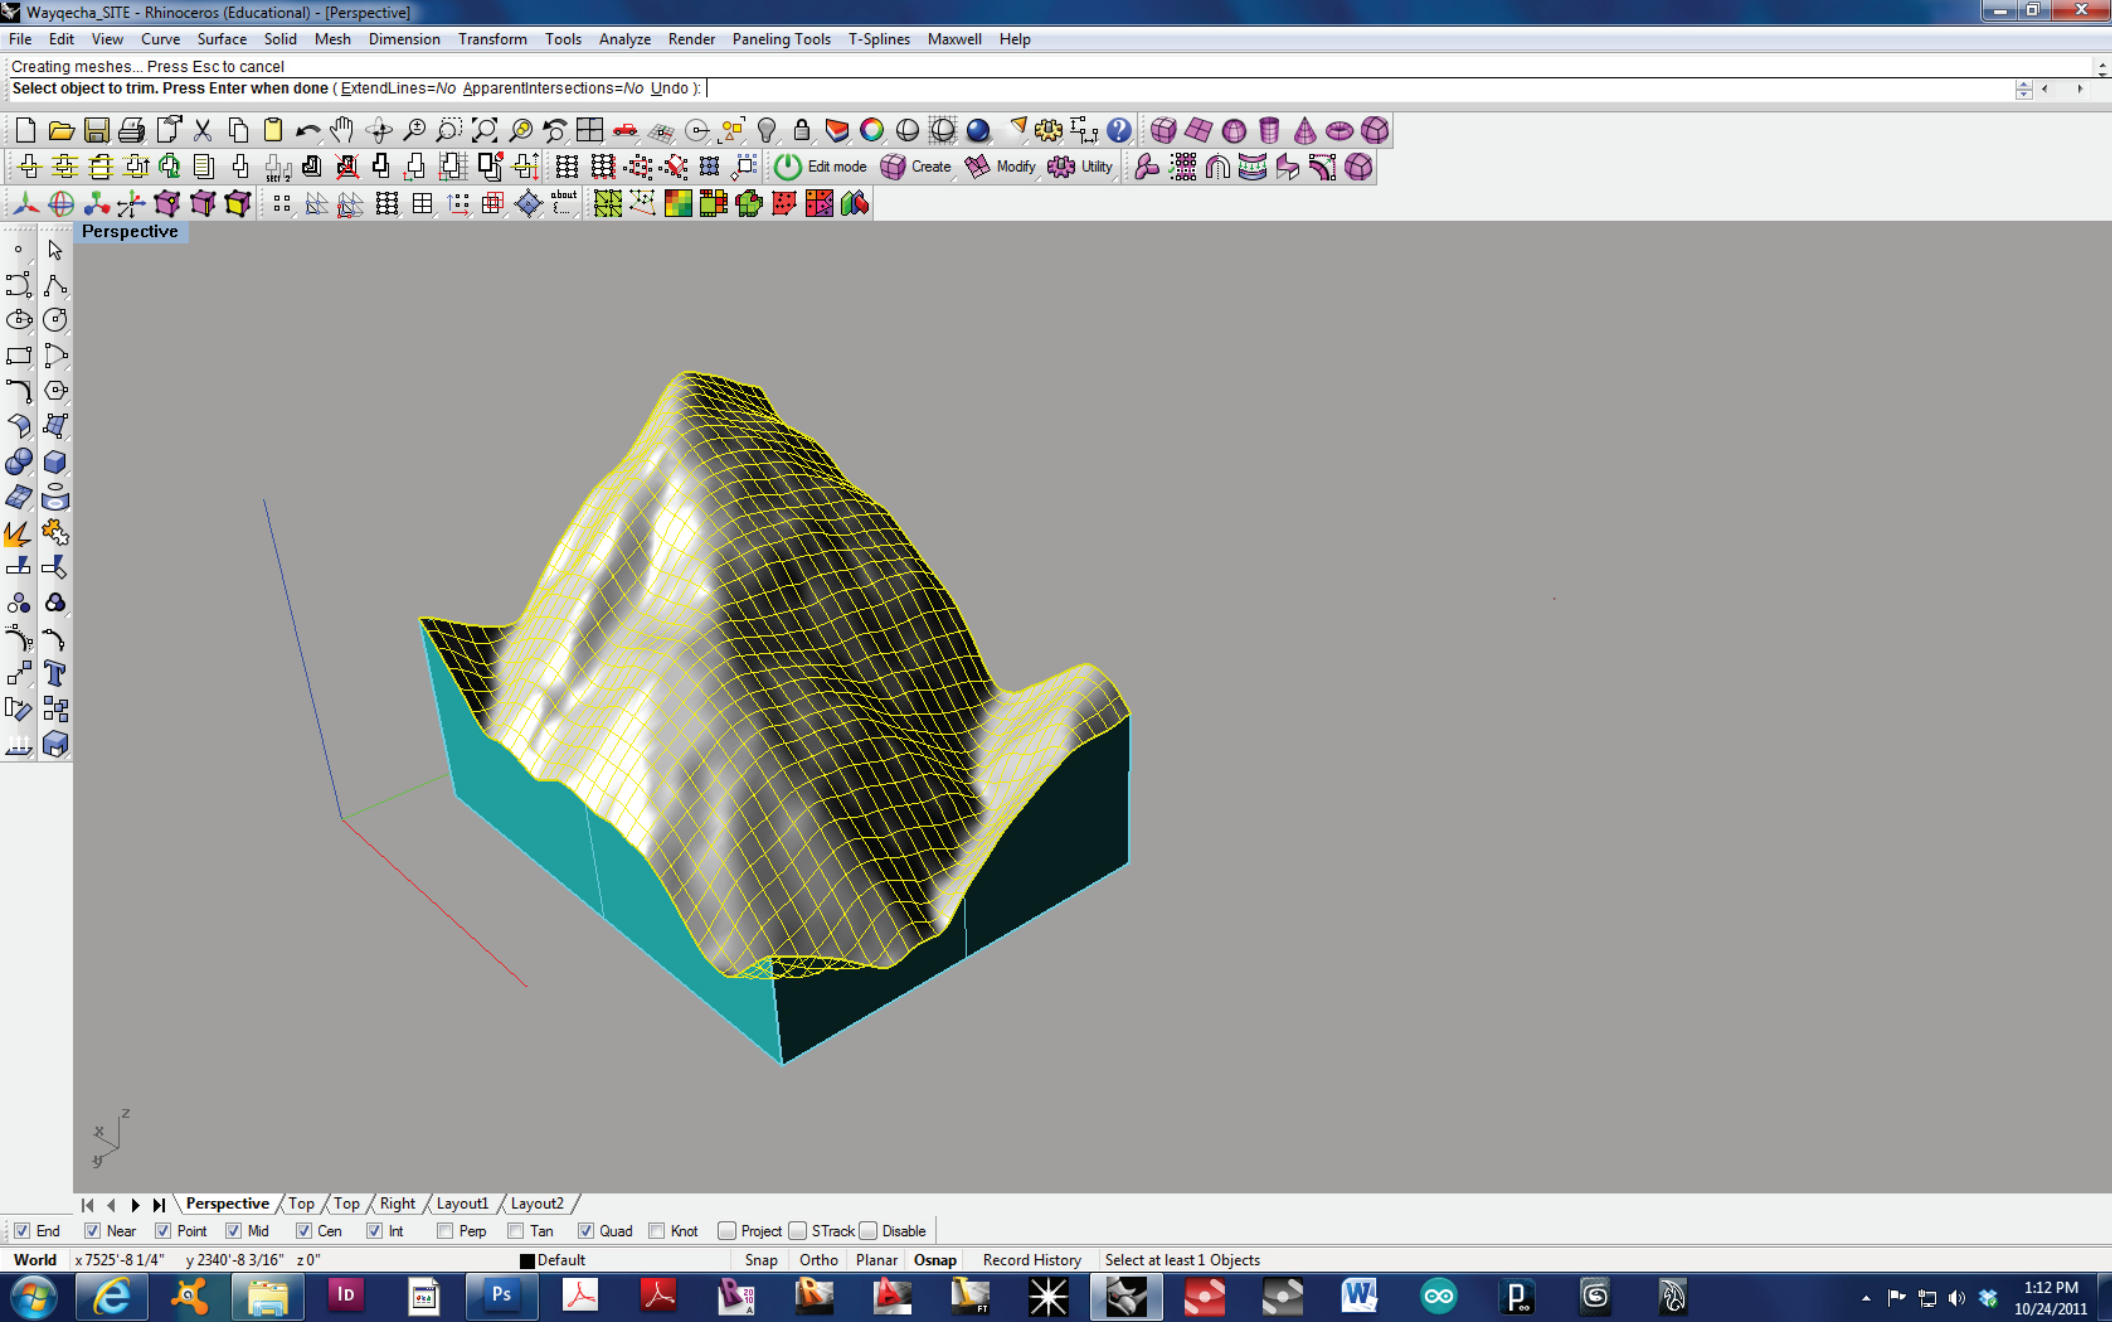 Wayqecha_SITE - Rhinoceros (Educational) - [Perspective]
File Edit View Curve Surface Solid Mesh Dimension Transform Tools Analyze Render Paneling Tools T-Splines Maxwell Help
Creating meshes... Press Esc to cancel
Select object to trim. Press Enter when done ( ExtendLines=No ApparentIntersections=No Undo ):
Edit mode Create Modify Utility
about
Perspective
z
x
y
Perspective Top Top Right Layout1 Layout2
End Near Point Mid Cen Int Perp Tan Quad Knot Project STrack Disable
World x 7525'-8 1/4" y 2340'-8 3/16" z 0" Default Snap Ortho Planar Osnap Record History Select at least 1 Objects
ID Ps FT W P
1:12 PM
10/24/2011